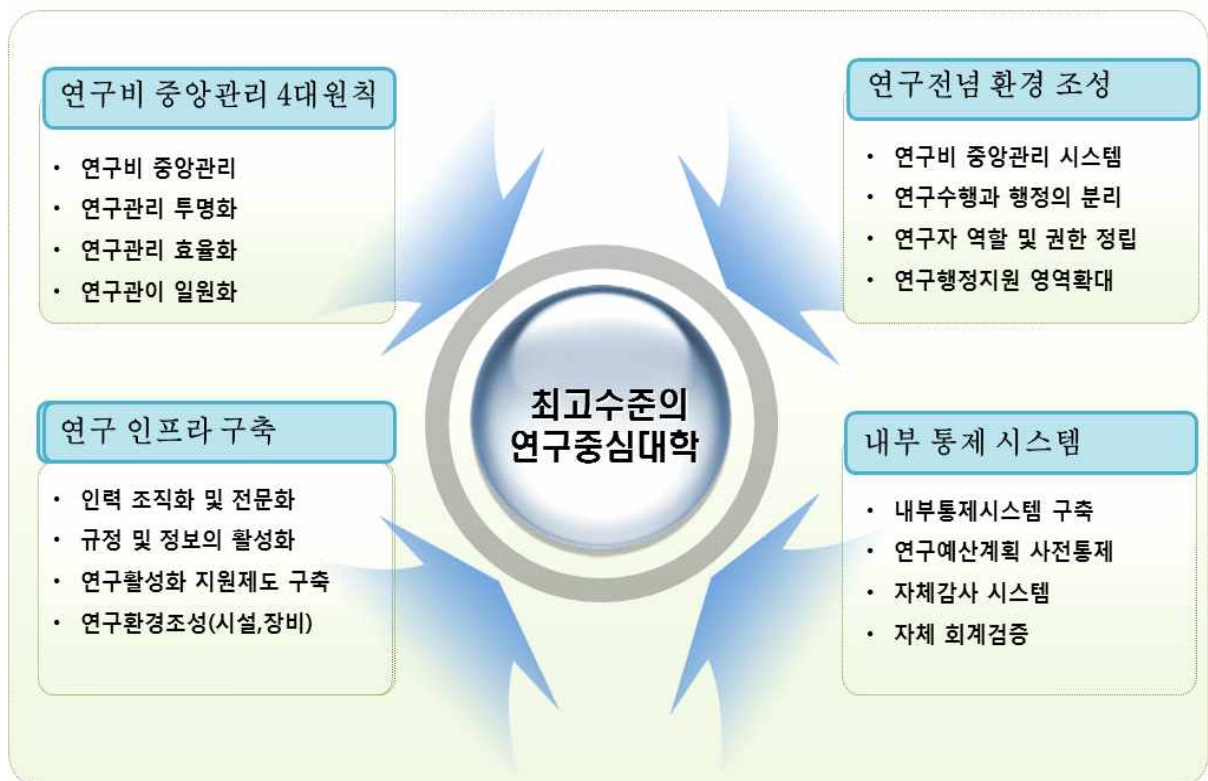 연구비 중앙관리 4대원칙
• 연구비 중앙관리
• 연구관리 투명화
• 연구관리 효율화
• 연구관이 일원화
연구전념 환경 조성
• 연구비 중앙관리 시스템
• 연구수행과 행정의 분리
• 연구자 역할 및 권한 정립
• 연구행정지원 영역확대
최고수준의
연구중심대학
연구 인프라 구축
• 인력 조직화 및 전문화
• 규정 및 정보의 활성화
• 연구활성화 지원제도 구축
• 연구환경조성(시설,장비)
내부 통제 시스템
• 내부통제시스템 구축
• 연구예산계획 사전통제
• 자체감사 시스템
• 자체 회계검증